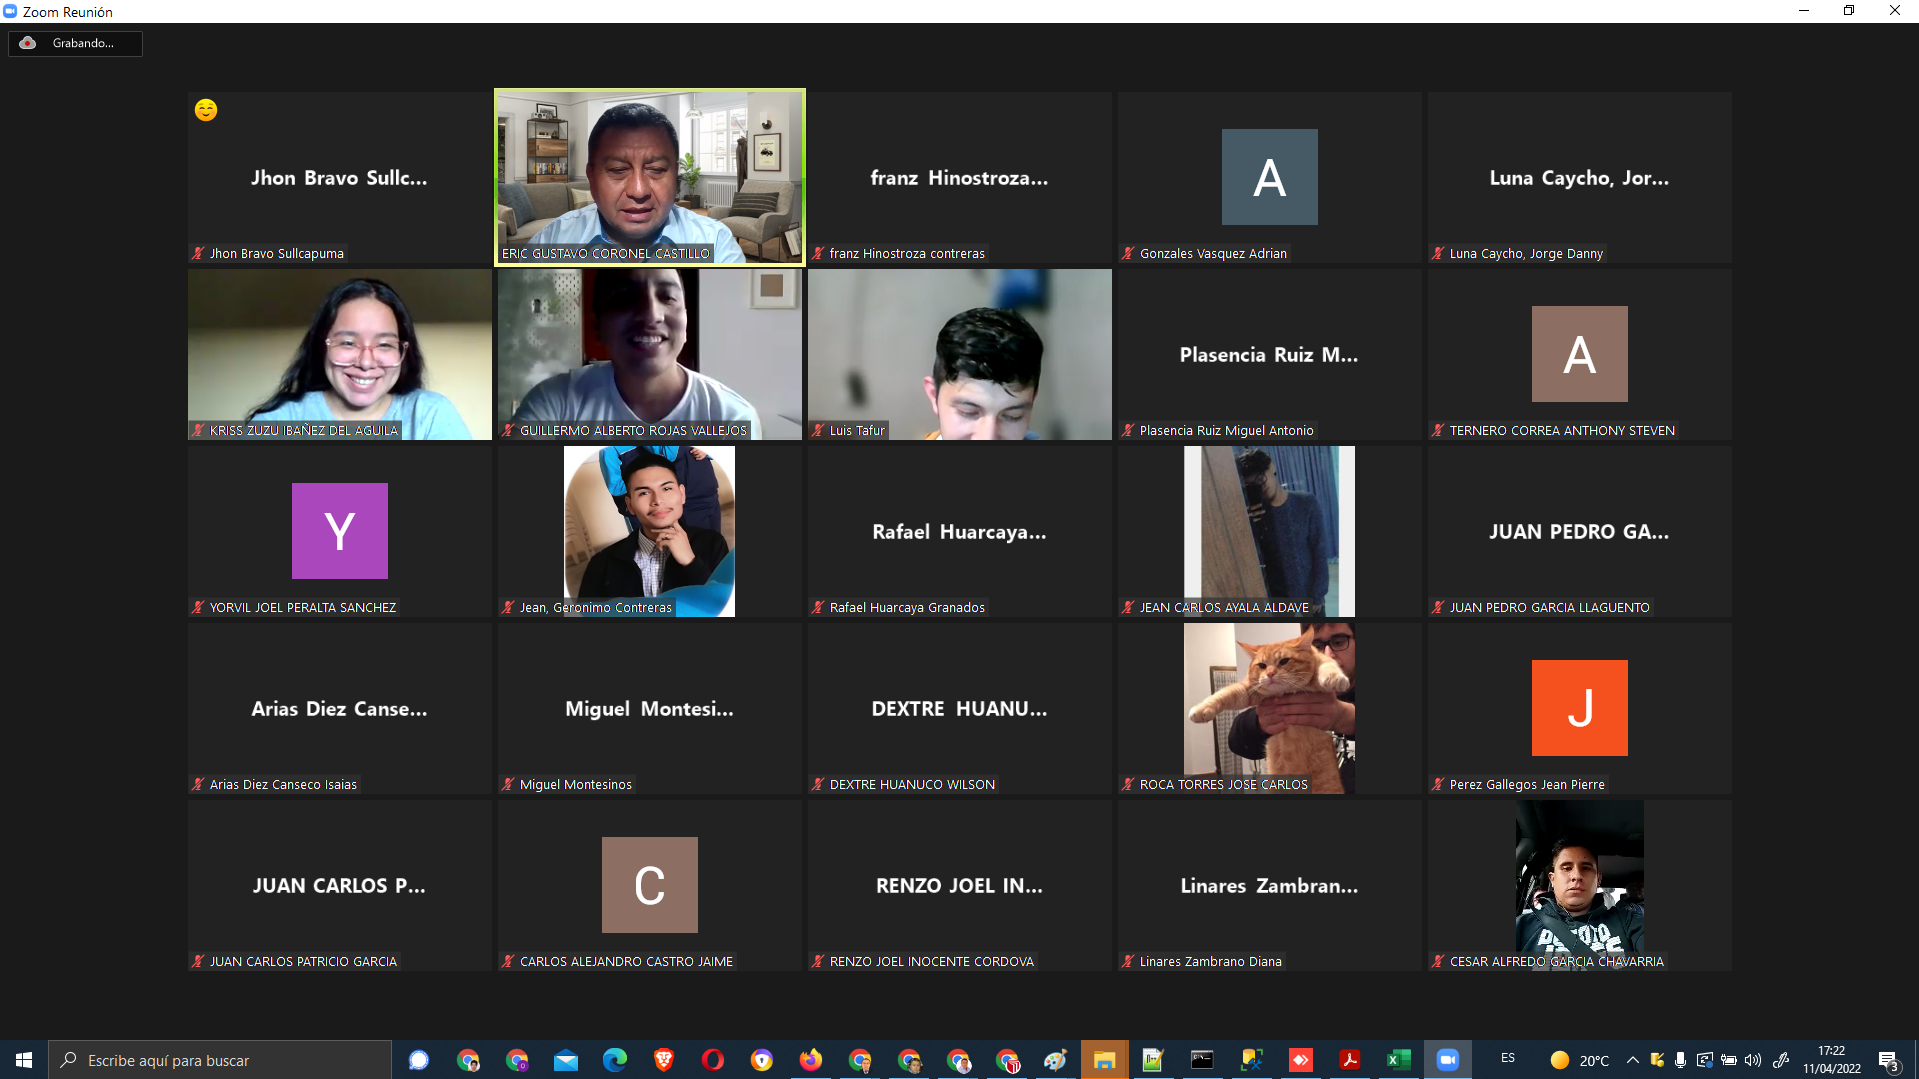 Zoom Reunión
Grabando...
Jhon Bravo Sullc...
Jhon Bravo Sullcapuma
ERIC GUSTAVO CORONEL CASTILLO
franz Hinostroza...
franz Hinostroza contreras
A
Gonzales Vasquez Adrian
Luna Caycho, Jor...
Luna Caycho, Jorge Danny
KRISS ZUZU IBAÑEZ DEL AGUILA
GUILLERMO ALBERTO ROJAS VALLEJOS
Luis Tafur
Plasencia Ruiz M...
Plasencia Ruiz Miguel Antonio
A
TERNERO CORREA ANTHONY STEVEN
Y
YORVIL JOEL PERALTA SANCHEZ
Jean, Geronimo Contreras
Rafael Huarcaya...
Rafael Huarcaya Granados
JEAN CARLOS AYALA ALDAVE
JUAN PEDRO GA...
JUAN PEDRO GARCIA LLAGUENTO
Arias Diez Canse...
Arias Diez Canseco Isaias
Miguel Montesi...
Miguel Montesinos
DEXTRE HUANU...
DEXTRE HUANUCO WILSON
ROCA TORRES JOSE CARLOS
J
Perez Gallegos Jean Pierre
JUAN CARLOS P...
JUAN CARLOS PATRICIO GARCIA
C
CARLOS ALEJANDRO CASTRO JAIME
RENZO JOEL IN...
RENZO JOEL INOCENTE CORDOVA
Linares Zambran...
Linares Zambrano Diana
CESAR ALFREDO GARCIA CHAVARRIA
Escribe aquí para buscar
ES
20°C
17:22
11/04/2022
3